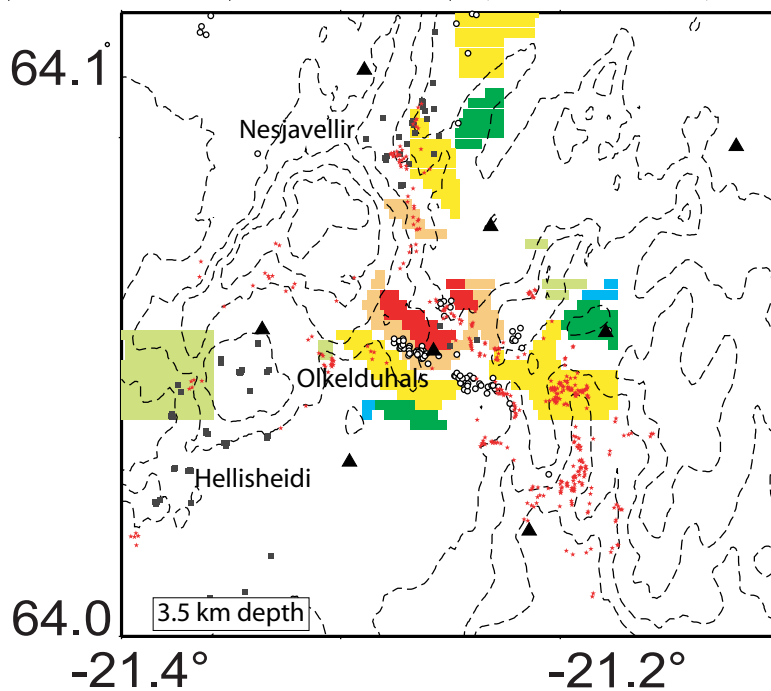 64.1°
Nesjavellir
Olkelduhals
Hellisheidi
3.5 km depth
64.0
-21.4° -21.2°